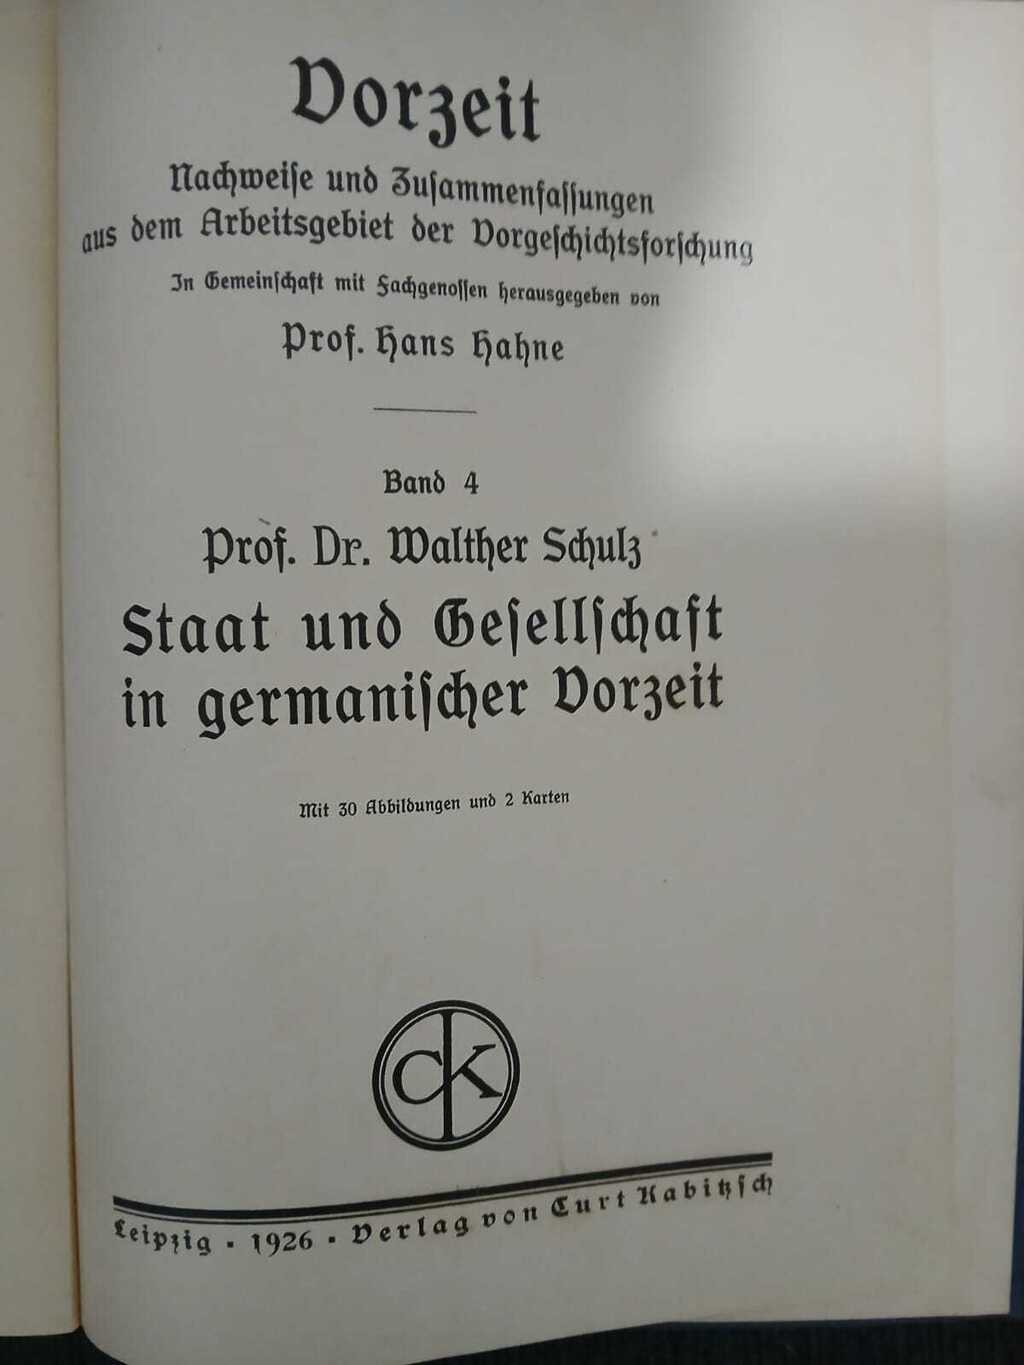 Vorzeit
Nachweiſe und Zuſammenfaſſungen
aus dem Arbeitsgebiet der Vorgeſchichtsforſchung
In Gemeinſchaft mit Fachgenoſſen herausgegeben von
Prof. Hans Hahne
Band 4
Prof. Dr. Walther Schulz
Staat und Geſellſchaft
in germaniſcher Vorzeit
Mit 30 Abbildungen und 2 Karten
CK
Leipzig ▪ 1926 ▪ Verlag von Curt Kabitzſch